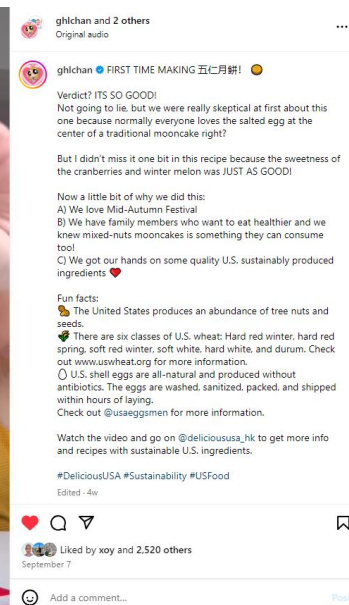 ghlchan and 2 others
Original audio
ghlchan FIRST TIME MAKING 五仁月餅! 🥮
Verdict? ITS SO GOOD!
Not going to lie, but we were really skeptical at first about this
one because normally everyone loves the salted egg at the
center of a traditional mooncake right?
But I didn't miss it one bit in this recipe because the sweetness of
the cranberries and winter melon was JUST AS GOOD!
Now a little bit of why we did this:
A) We love Mid-Autumn Festival
B) We have family members who want to eat healthier and we
knew mixed-nuts mooncakes is something they can consume
too!
C) We got our hands on some quality U.S. sustainably produced
ingredients ❤️
Fun facts:
🥜 The United States produces an abundance of tree nuts and
seeds.
🌾 There are six classes of U.S. wheat: Hard red winter, hard red
spring, soft red winter, soft white, hard white, and durum. Check
out www.uswheat.org for more information.
🥚 U.S. shell eggs are all-natural and produced without
antibiotics. The eggs are washed, sanitized, packed, and shipped
within hours of laying.
Check out @usaeggsmen for more information.
Watch the video and go on @delicioususa_hk to get more info
and recipes with sustainable U.S. ingredients.
#DeliciousUSA #Sustainability #USFood
Edited · 4w
Liked by xoy and 2,520 others
September 7
Add a comment...
Post